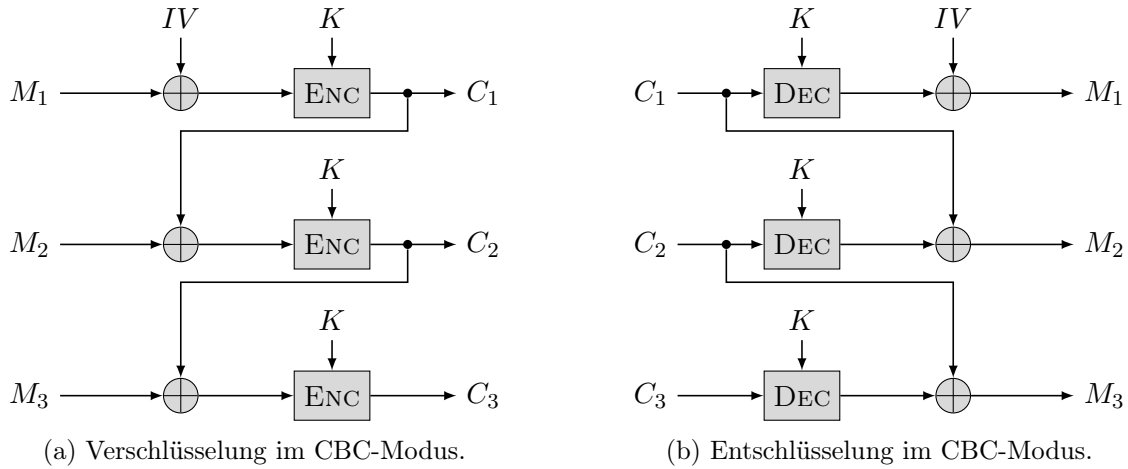 IV K K IV
M₁ ENC C₁ C₁ DEC M₁
K K
M₂ ENC C₂ C₂ DEC M₂
K K
M₃ ENC C₃ C₃ DEC M₃
(a) Verschlüsselung im CBC-Modus. (b) Entschlüsselung im CBC-Modus.